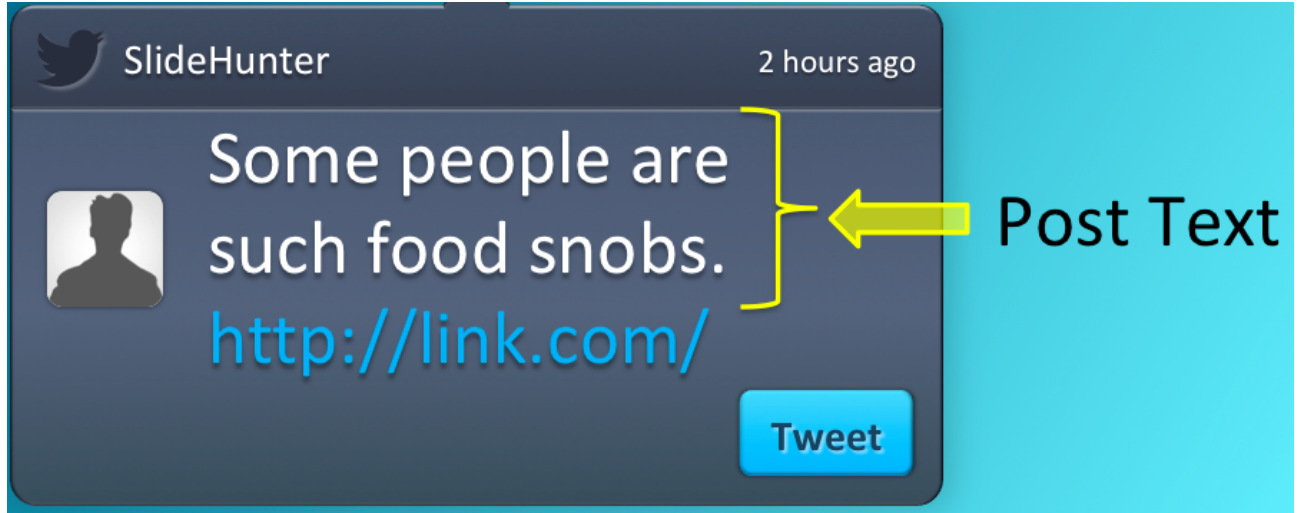 SlideHunter 2 hours ago
Some people are
such food snobs.
http://link.com/
Post Text
Tweet